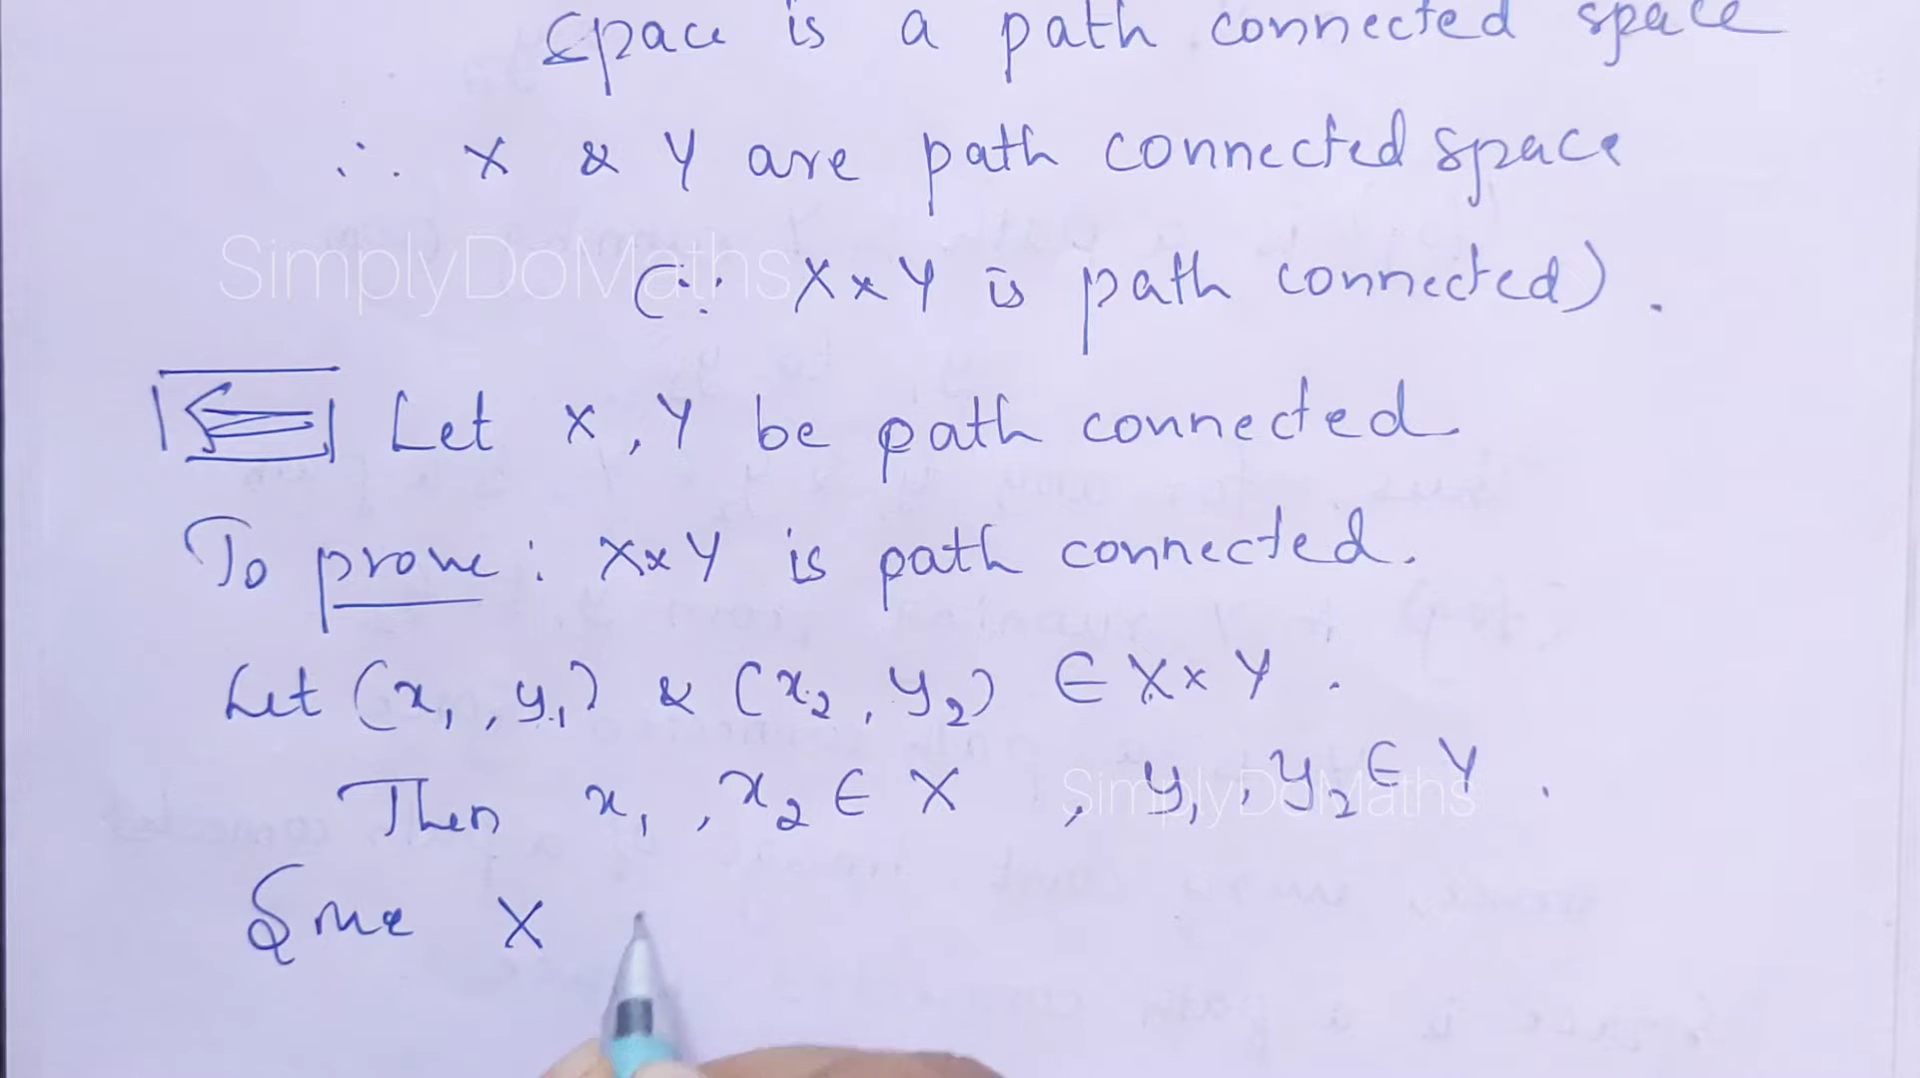 space is a path connected space
∴ X & Y are path connected space
SimplyDoMaths
(∵ X×Y is path connected).
⇐ Let X, Y be path connected
To prove: X×Y is path connected.
Let (x₁, y₁) & (x₂, y₂) ∈ X×Y.
Then x₁, x₂ ∈ X, y₁, y₂ ∈ Y.
SimplyDoMaths
Since X